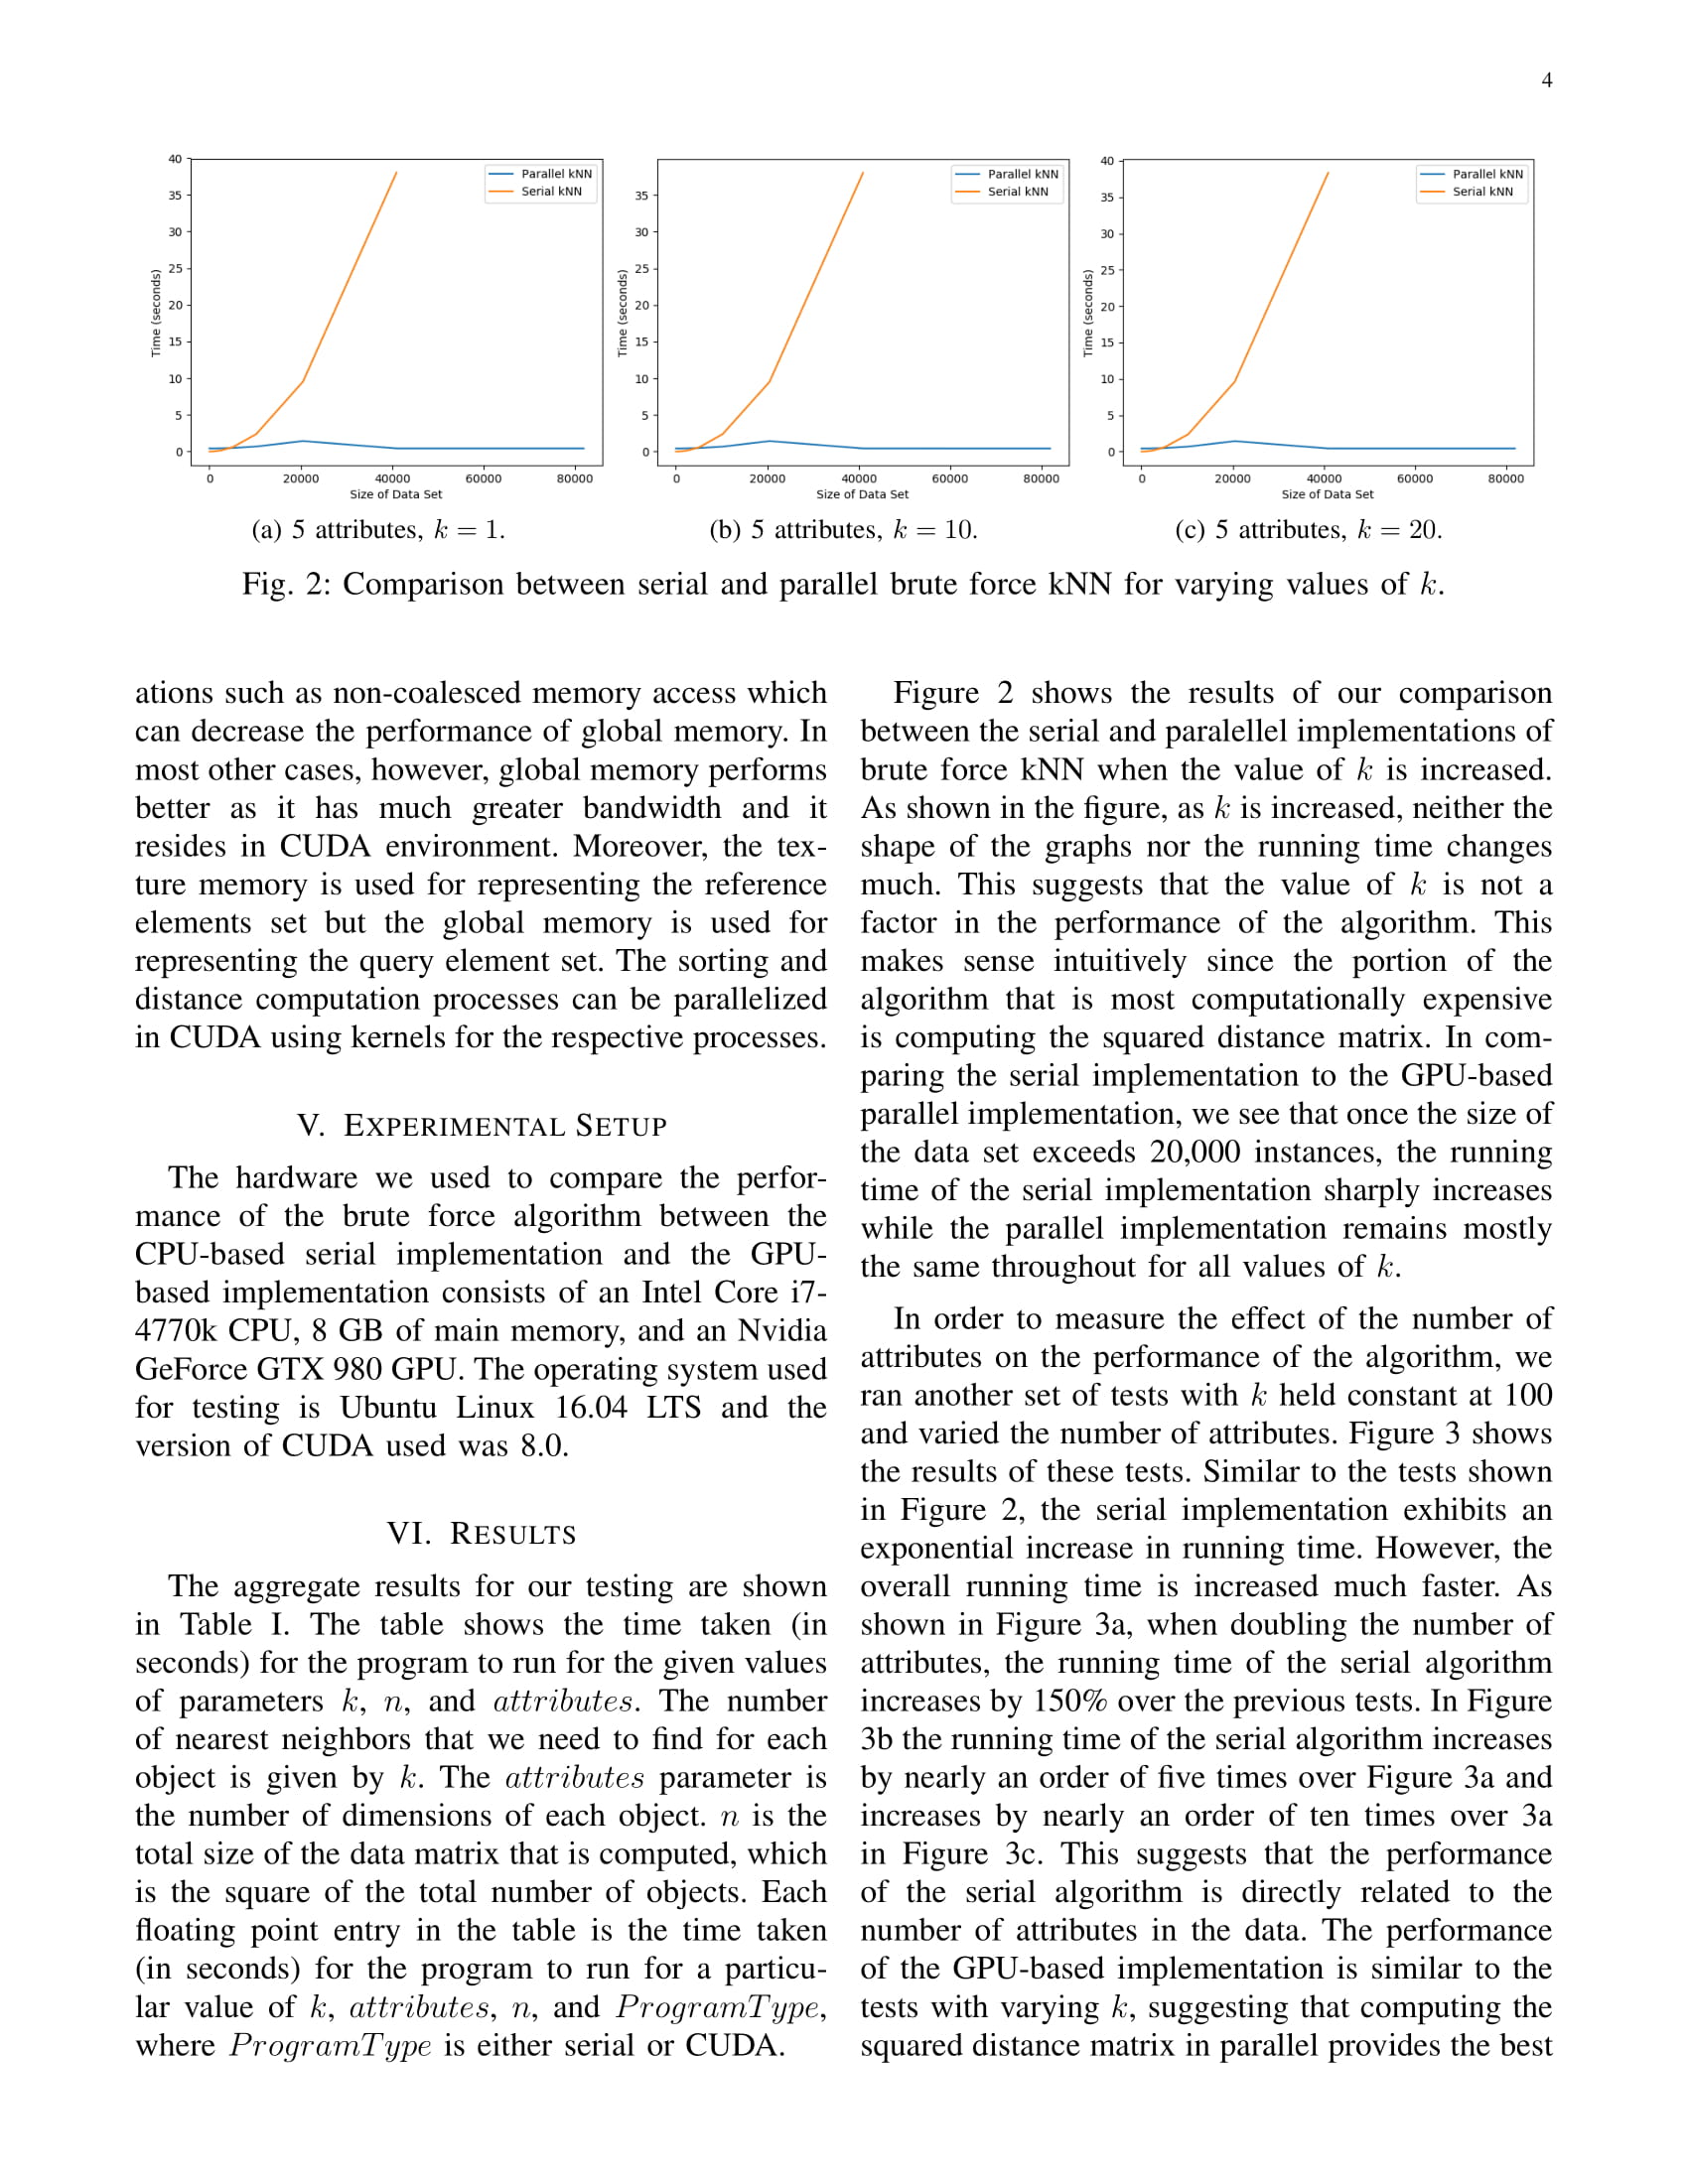 4
40
35
30
25
20
15
10
5
0
Time (seconds)
0 20000 40000 60000 80000
Size of Data Set
Parallel kNN
Serial kNN
(a) 5 attributes, k = 1.
35
30
25
20
15
10
5
0
Time (seconds)
0 20000 40000 60000 80000
Size of Data Set
Parallel kNN
Serial kNN
(b) 5 attributes, k = 10.
40
35
30
25
20
15
10
5
0
Time (seconds)
0 20000 40000 60000 80000
Size of Data Set
Parallel kNN
Serial kNN
(c) 5 attributes, k = 20.
Fig. 2: Comparison between serial and parallel brute force kNN for varying values of k.
ations such as non-coalesced memory access which
can decrease the performance of global memory. In
most other cases, however, global memory performs
better as it has much greater bandwidth and it
resides in CUDA environment. Moreover, the tex-
ture memory is used for representing the reference
elements set but the global memory is used for
representing the query element set. The sorting and
distance computation processes can be parallelized
in CUDA using kernels for the respective processes.
V. EXPERIMENTAL SETUP
The hardware we used to compare the perfor-
mance of the brute force algorithm between the
CPU-based serial implementation and the GPU-
based implementation consists of an Intel Core i7-
4770k CPU, 8 GB of main memory, and an Nvidia
GeForce GTX 980 GPU. The operating system used
for testing is Ubuntu Linux 16.04 LTS and the
version of CUDA used was 8.0.
VI. RESULTS
The aggregate results for our testing are shown
in Table I. The table shows the time taken (in
seconds) for the program to run for the given values
of parameters k, n, and attributes. The number
of nearest neighbors that we need to find for each
object is given by k. The attributes parameter is
the number of dimensions of each object. n is the
total size of the data matrix that is computed, which
is the square of the total number of objects. Each
floating point entry in the table is the time taken
(in seconds) for the program to run for a particu-
lar value of k, attributes, n, and ProgramType,
where ProgramType is either serial or CUDA.
Figure 2 shows the results of our comparison
between the serial and paralellel implementations of
brute force kNN when the value of k is increased.
As shown in the figure, as k is increased, neither the
shape of the graphs nor the running time changes
much. This suggests that the value of k is not a
factor in the performance of the algorithm. This
makes sense intuitively since the portion of the
algorithm that is most computationally expensive
is computing the squared distance matrix. In com-
paring the serial implementation to the GPU-based
parallel implementation, we see that once the size of
the data set exceeds 20,000 instances, the running
time of the serial implementation sharply increases
while the parallel implementation remains mostly
the same throughout for all values of k.
In order to measure the effect of the number of
attributes on the performance of the algorithm, we
ran another set of tests with k held constant at 100
and varied the number of attributes. Figure 3 shows
the results of these tests. Similar to the tests shown
in Figure 2, the serial implementation exhibits an
exponential increase in running time. However, the
overall running time is increased much faster. As
shown in Figure 3a, when doubling the number of
attributes, the running time of the serial algorithm
increases by 150% over the previous tests. In Figure
3b the running time of the serial algorithm increases
by nearly an order of five times over Figure 3a and
increases by nearly an order of ten times over 3a
in Figure 3c. This suggests that the performance
of the serial algorithm is directly related to the
number of attributes in the data. The performance
of the GPU-based implementation is similar to the
tests with varying k, suggesting that computing the
squared distance matrix in parallel provides the best